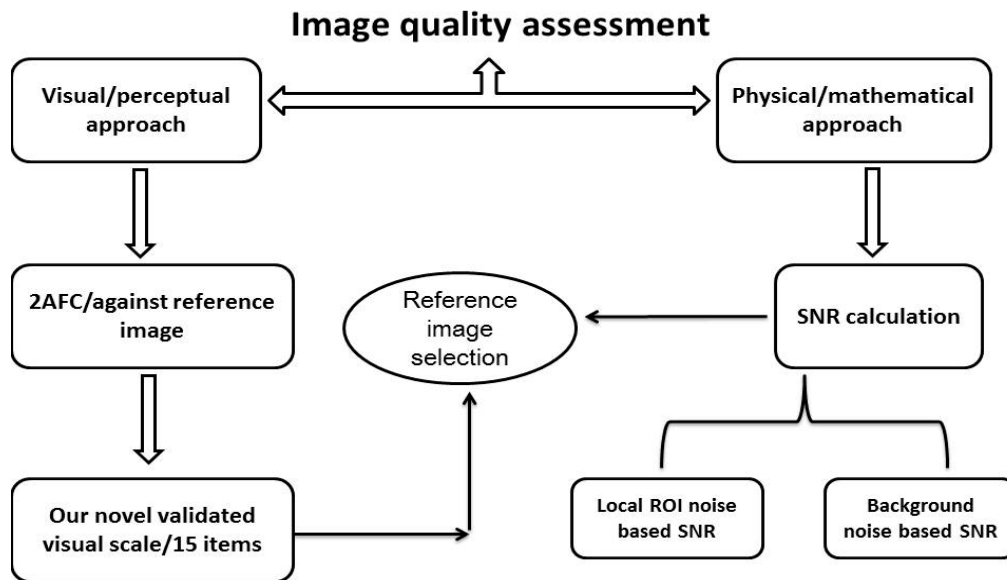 Image quality assessment
Visual/perceptual
approach
Physical/mathematical
approach
2AFC/against reference
image
Reference
image
selection
SNR calculation
Our novel validated
visual scale/15 items
Local ROI noise
based SNR
Background
noise based SNR